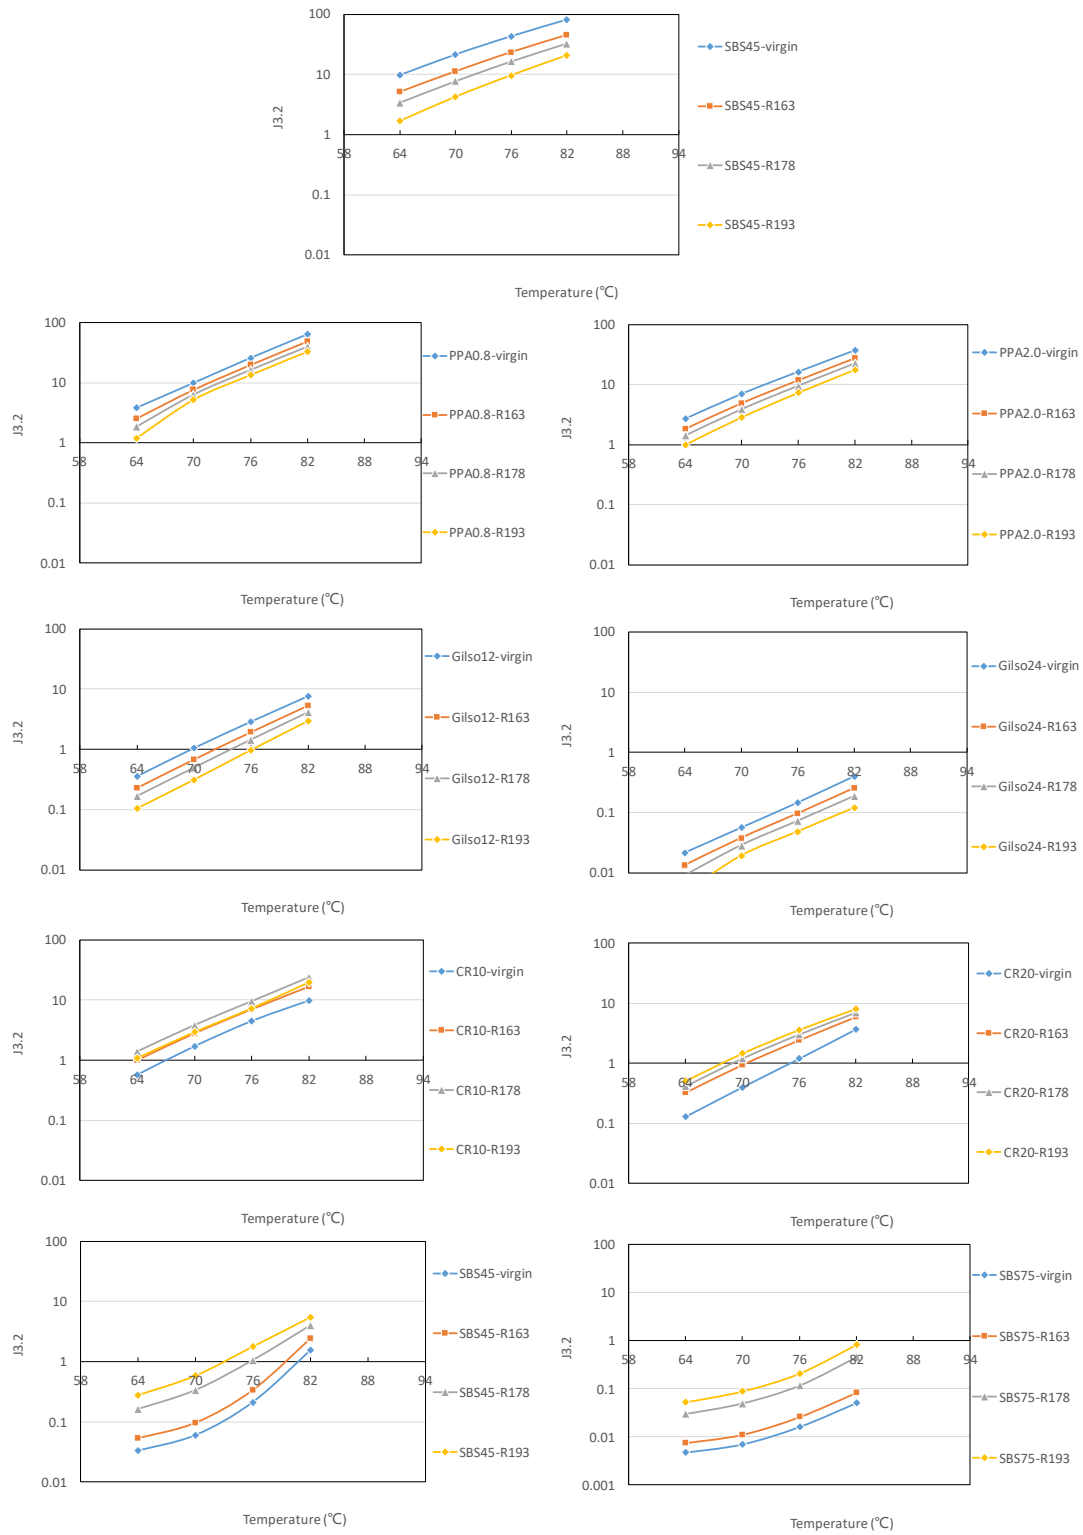 100
10
1
0.1
0.01
58 64 70 76 82 88 94
J3.2
Temperature (℃)
SBS45-virgin
SBS45-R163
SBS45-R178
SBS45-R193
100
10
1
0.1
0.01
58 64 70 76 82 88 94
J3.2
Temperature (℃)
PPA0.8-virgin
PPA0.8-R163
PPA0.8-R178
PPA0.8-R193
100
10
1
0.1
0.01
58 64 70 76 82 88 94
J3.2
Temperature (℃)
PPA2.0-virgin
PPA2.0-R163
PPA2.0-R178
PPA2.0-R193
100
10
1
0.1
0.01
58 64 70 76 82 88 94
J3.2
Temperature (℃)
Gilso12-virgin
Gilso12-R163
Gilso12-R178
Gilso12-R193
100
10
1
0.1
0.01
58 64 70 76 82 88 94
J3.2
Temperature (℃)
Gilso24-virgin
Gilso24-R163
Gilso24-R178
Gilso24-R193
100
10
1
0.1
0.01
58 64 70 76 82 88 94
J3.2
Temperature (℃)
CR10-virgin
CR10-R163
CR10-R178
CR10-R193
100
10
1
0.1
0.01
58 64 70 76 82 88 94
J3.2
Temperature (℃)
CR20-virgin
CR20-R163
CR20-R178
CR20-R193
100
10
1
0.1
0.01
58 64 70 76 82 88 94
J3.2
Temperature (℃)
SBS45-virgin
SBS45-R163
SBS45-R178
SBS45-R193
100
10
1
0.1
0.01
0.001
58 64 70 76 82 88 94
J3.2
Temperature (℃)
SBS75-virgin
SBS75-R163
SBS75-R178
SBS75-R193